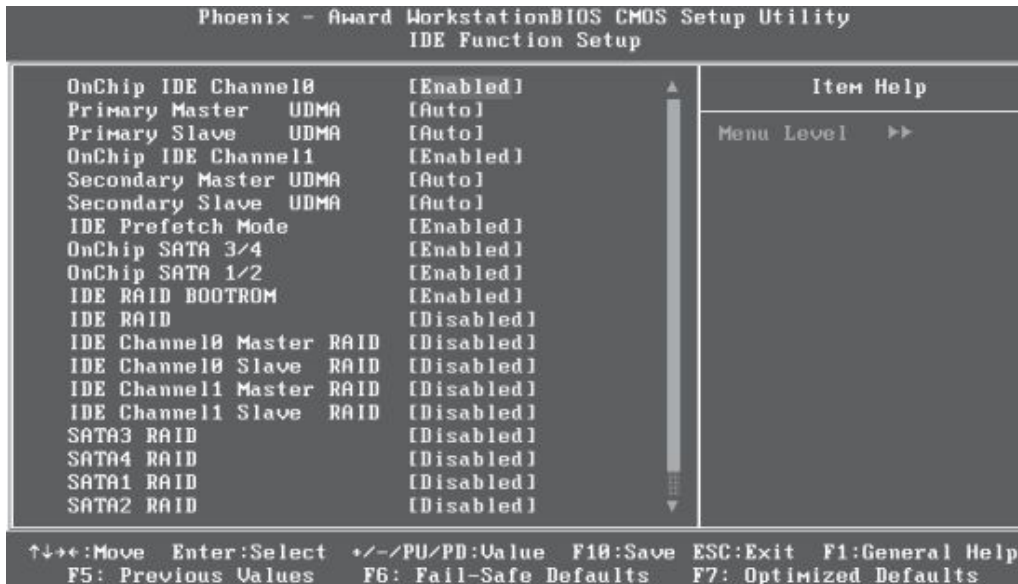 Phoenix - Award WorkstationBIOS CMOS Setup Utility
IDE Function Setup
OnChip IDE Channel0 [Enabled]
Primary Master UDMA [Auto]
Primary Slave UDMA [Auto]
OnChip IDE Channel1 [Enabled]
Secondary Master UDMA [Auto]
Secondary Slave UDMA [Auto]
IDE Prefetch Mode [Enabled]
OnChip SATA 3/4 [Enabled]
OnChip SATA 1/2 [Enabled]
IDE RAID BOOTROM [Enabled]
IDE RAID [Disabled]
IDE Channel0 Master RAID [Disabled]
IDE Channel0 Slave RAID [Disabled]
IDE Channel1 Master RAID [Disabled]
IDE Channel1 Slave RAID [Disabled]
SATA3 RAID [Disabled]
SATA4 RAID [Disabled]
SATA1 RAID [Disabled]
SATA2 RAID [Disabled]
Item Help
Menu Level ▸▸
↑↓→←:Move Enter:Select +/-/PU/PD:Value F10:Save ESC:Exit F1:General Help
F5: Previous Values F6: Fail-Safe Defaults F7: Optimized Defaults